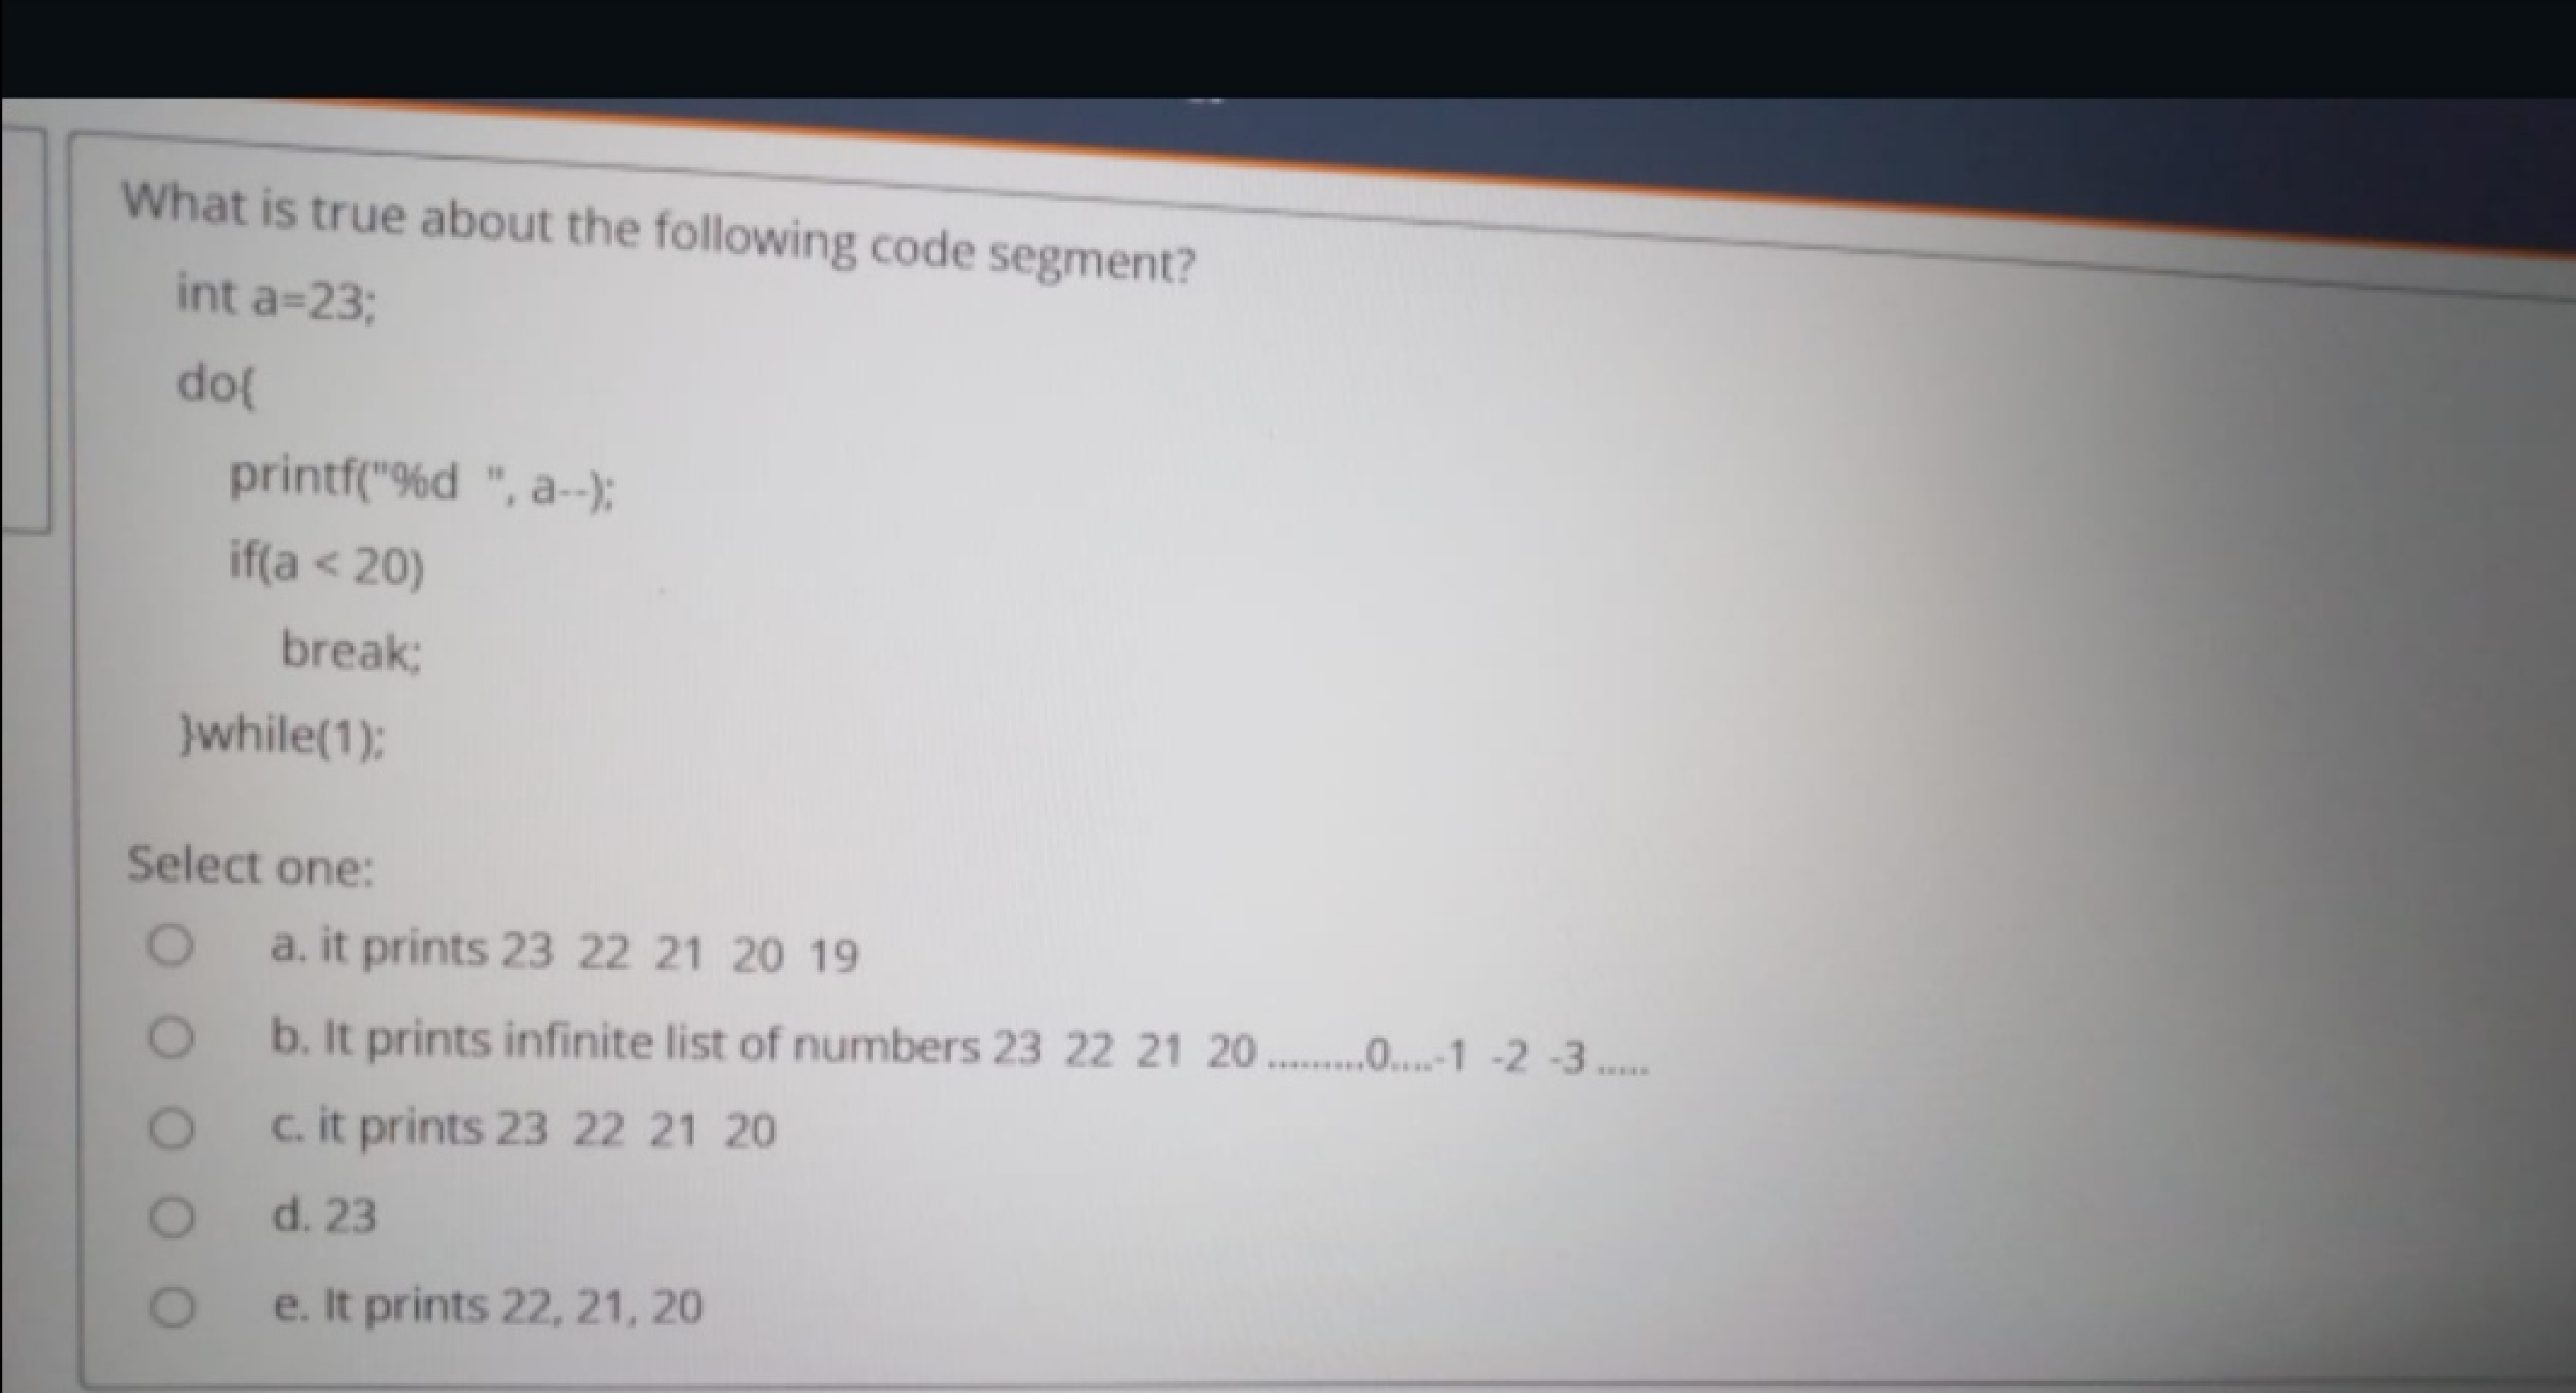 What is true about the following code segment?
int a=23;
do{
printf("%d  ", a--);
if(a < 20)
break;
}while(1);
Select one:
a. it prints 23  22  21  20  19
b. It prints infinite list of numbers 23  22  21  20 .........0....-1  -2  -3 .....
c. it prints 23  22  21  20
d. 23
e. It prints 22, 21, 20